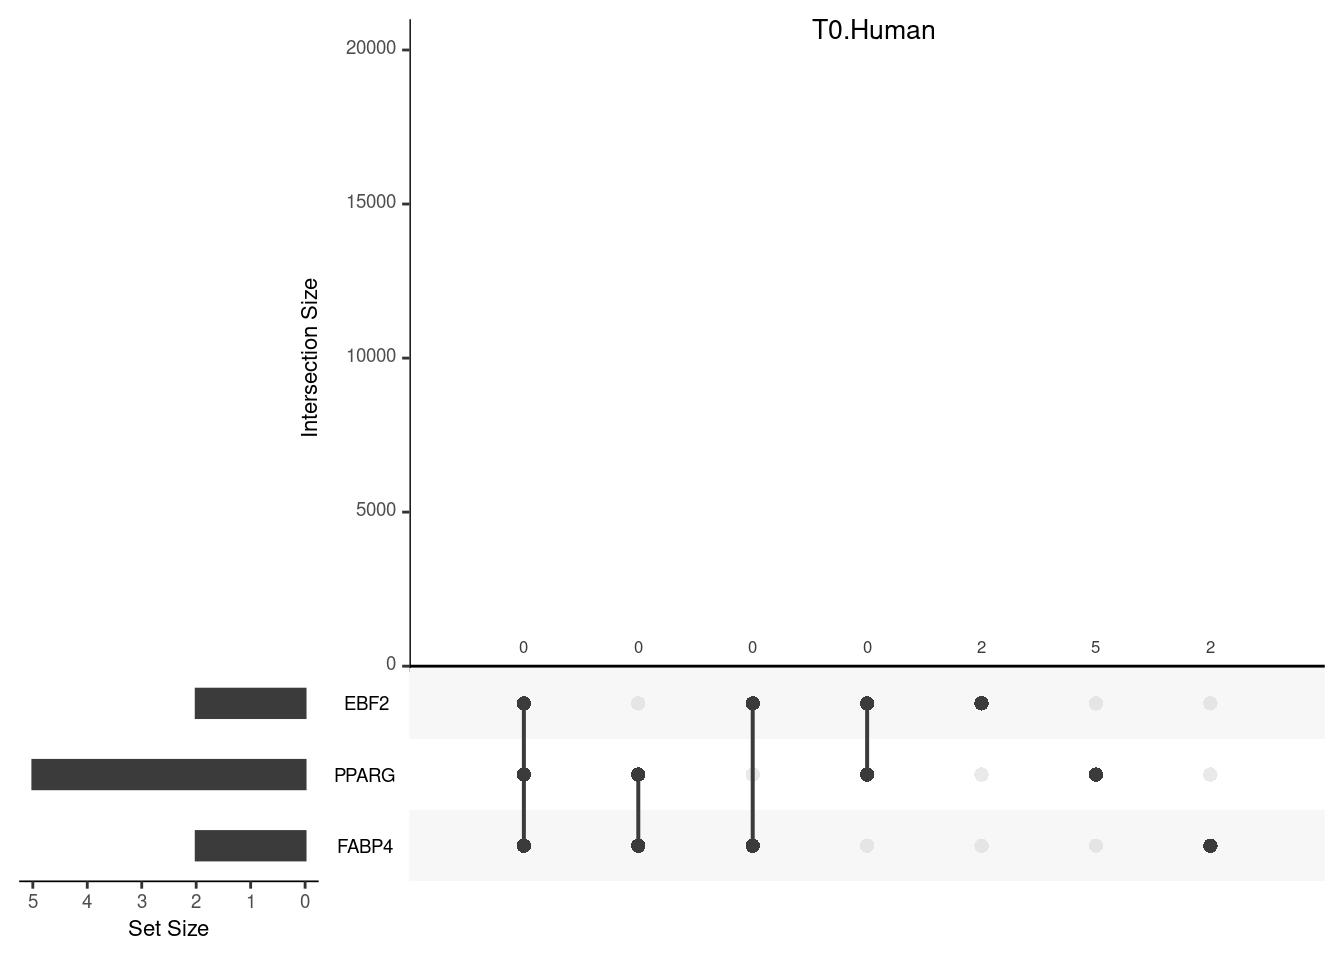 T0.Human
20000
15000
10000
5000
0
Intersection Size
0 0 0 0 2 5 2
EBF2
PPARG
FABP4
5 4 3 2 1 0
Set Size